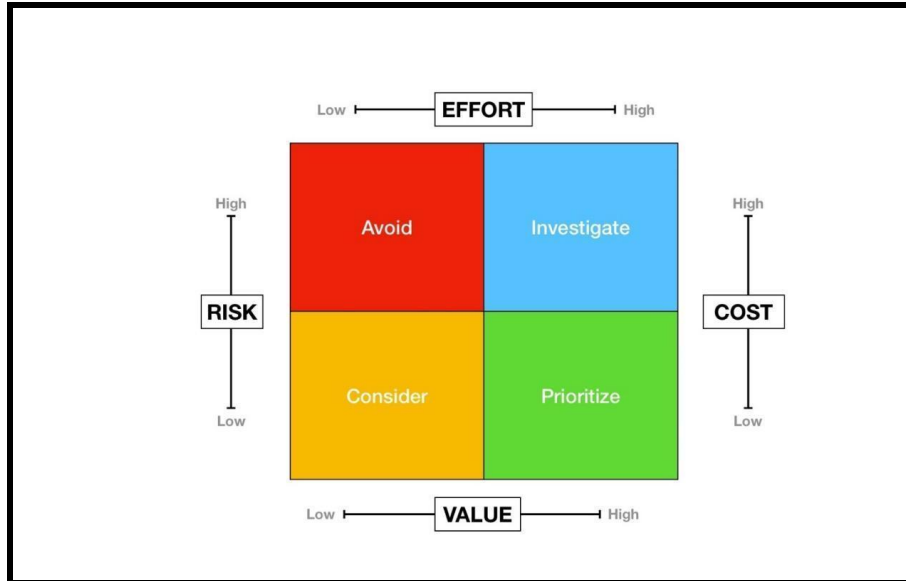 Low EFFORT High
High High
Avoid Investigate
RISK COST
Consider Prioritize
Low Low
Low VALUE High